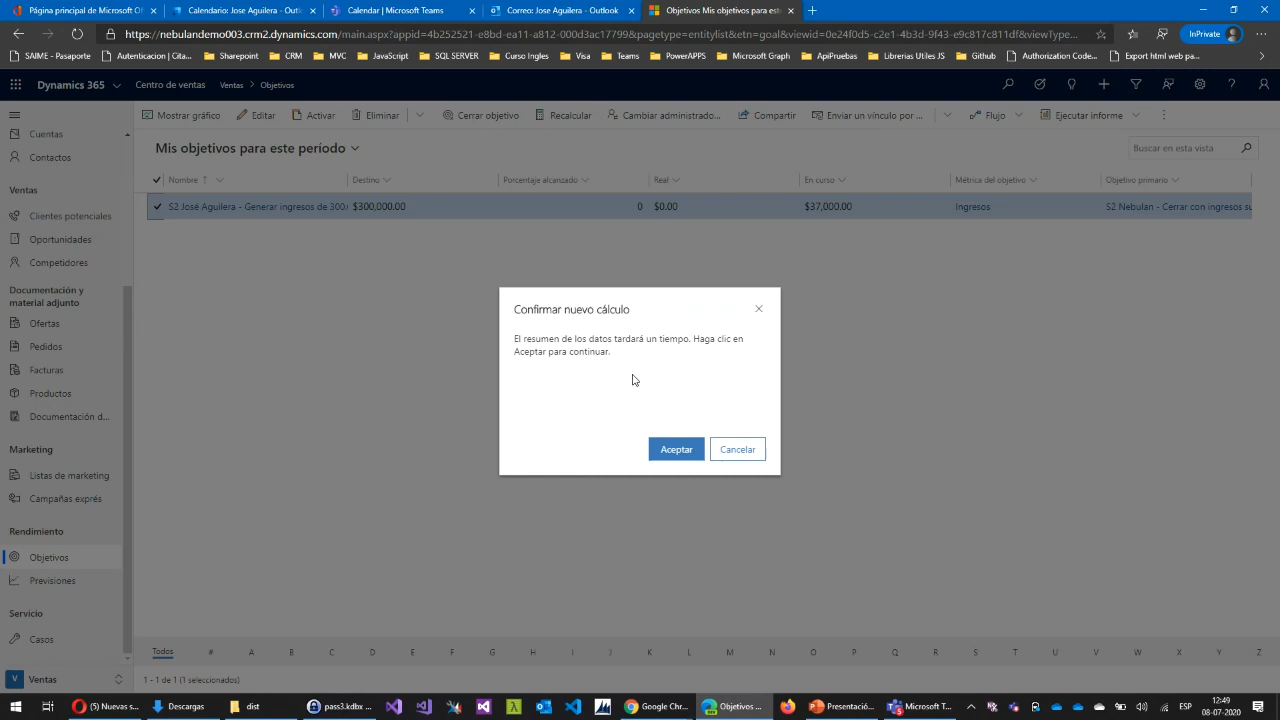 Página principal de Microsoft Of
Calendario: Jose Aguilera - Outl
Calendar | Microsoft Teams
Correo: Jose Aguilera - Outlook
Objetivos Mis objetivos para est
https://nebulandemo003.crm2.dynamics.com/main.aspx?appid=4b252521-e8bd-ea11-a812-000d3ac17799&pagetype=entitylist&etn=goal&viewid=0e24f0d5-c2e1-4b3d-9f43-e9c817c811df&viewType...
InPrivate
SAIME - Pasaporte
Autenticacion | Cita...
Ventas
CRM
MVC
JavaScript
SQL SERVER
Curso Ingles
Visa
Teams
PowerAPPS
Microsoft Graph
ApiPruebas
Librerias Utiles JS
Github
Authorization Code...
Export html web pa...
Dynamics 365
Centro de ventas
Ventas
Objetivos
Mostrar gráfico
Editar
Activar
Eliminar
Cerrar objetivo
Recalcular
Cambiar administrado...
Compartir
Enviar un vínculo por ...
Flujo
Ejecutar informe
Cuentas
Contactos
Ventas
Clientes potenciales
Oportunidades
Competidores
Documentación y
material adjunto
Ofertas
Pedidos
Facturas
Productos
Documentación d...
Marketing
Listas de marketing
Campañas exprés
Rendimiento
Objetivos
Previsiones
Servicio
Casos
V Ventas
Mis objetivos para este período
Buscar en esta vista
Nombre
Destino
Porcentaje alcanzado
Real
En curso
Métrica del objetivo
Objetivo primario
S2 José Aguilera - Generar ingresos de 300.
$300,000.00
0
$0.00
$37,000.00
Ingresos
S2 Nebulan - Cerrar con ingresos su
Confirmar nuevo cálculo
El resumen de los datos tardará un tiempo. Haga clic en
Aceptar para continuar.
Aceptar
Cancelar
Todos # A B C D E F G H I J K L M N O P Q R S T U V W X Y Z
1 - 1 de 1 (1 seleccionados)
(1) Nuevas s...
Descargas
dist
pass3.kdbx ...
Google Chr...
Objetivos ...
Presentació...
Microsoft T...
ESP
12:49
08-07-2020